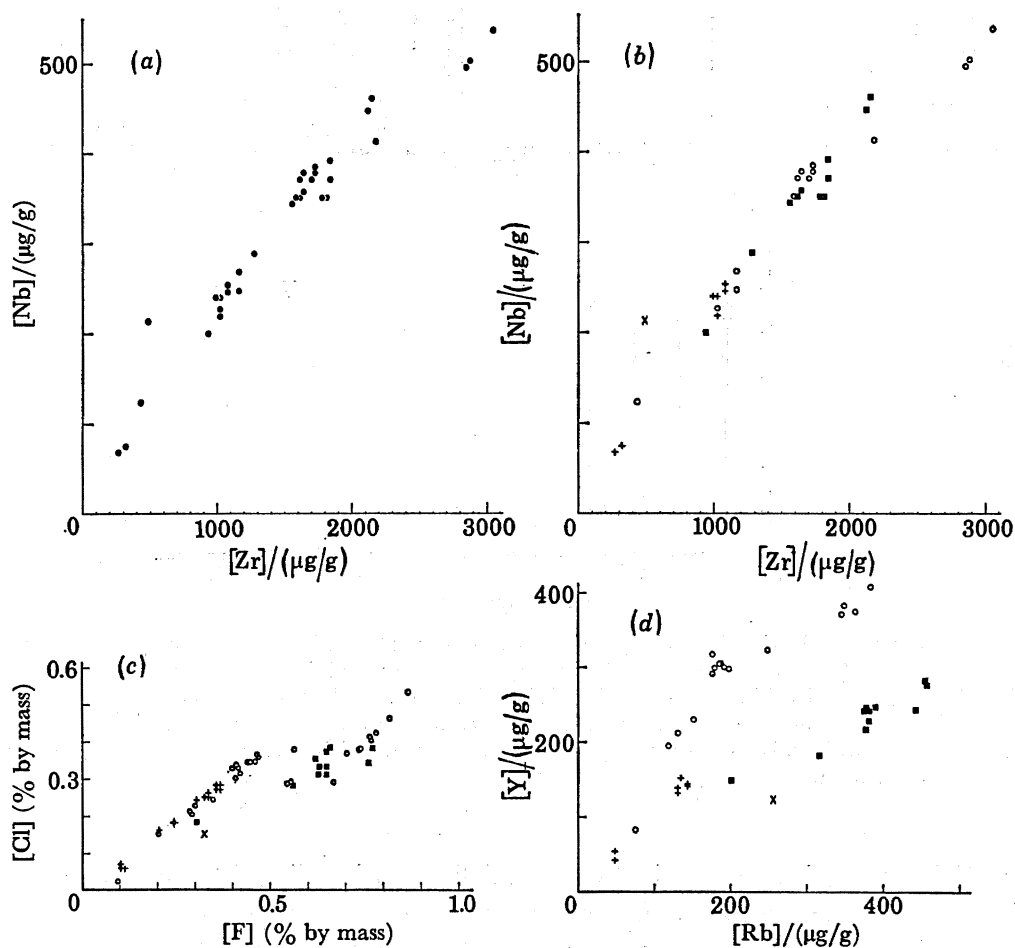 (a)
500
[Nb]/(µg/g)
0
1000
2000
3000
[Zr]/(µg/g)
(b)
500
[Nb]/(µg/g)
0
1000
2000
3000
[Zr]/(µg/g)
(c)
0.6
0.3
[Cl] (% by mass)
0
0.5
1.0
[F] (% by mass)
(d)
400
200
[Y]/(µg/g)
0
200
400
[Rb]/(µg/g)